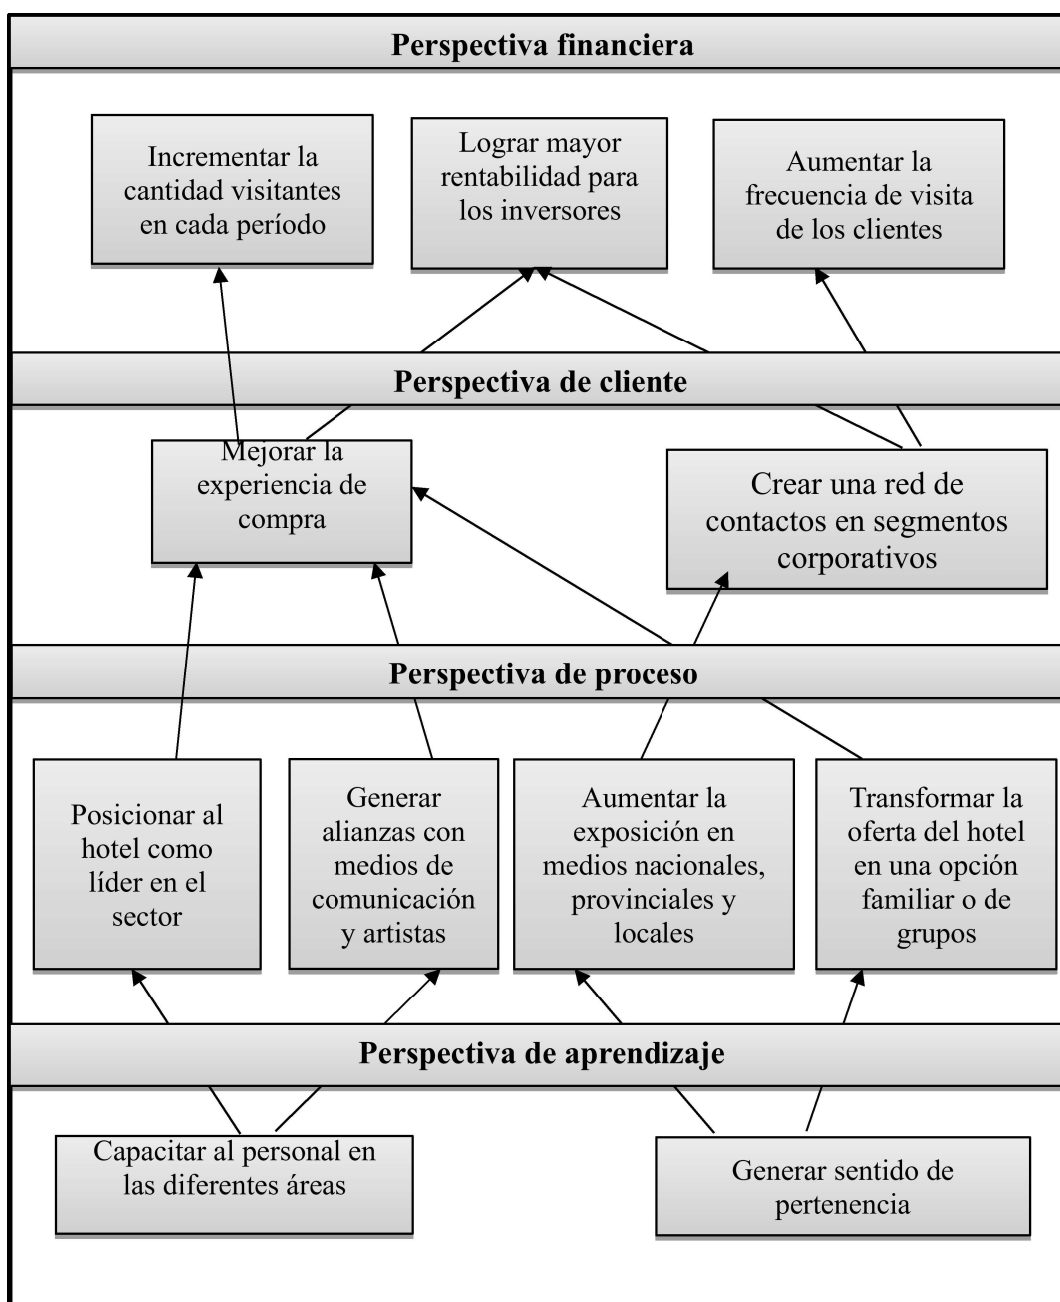 Perspectiva financiera
Incrementar la
cantidad visitantes
en cada período
Lograr mayor
rentabilidad para
los inversores
Aumentar la
frecuencia de visita
de los clientes
Perspectiva de cliente
Mejorar la
experiencia de
compra
Crear una red de
contactos en segmentos
corporativos
Perspectiva de proceso
Posicionar al
hotel como
líder en el
sector
Generar
alianzas con
medios de
comunicación
y artistas
Aumentar la
exposición en
medios nacionales,
provinciales y
locales
Transformar la
oferta del hotel
en una opción
familiar o de
grupos
Perspectiva de aprendizaje
Capacitar al personal en
las diferentes áreas
Generar sentido de
pertenencia